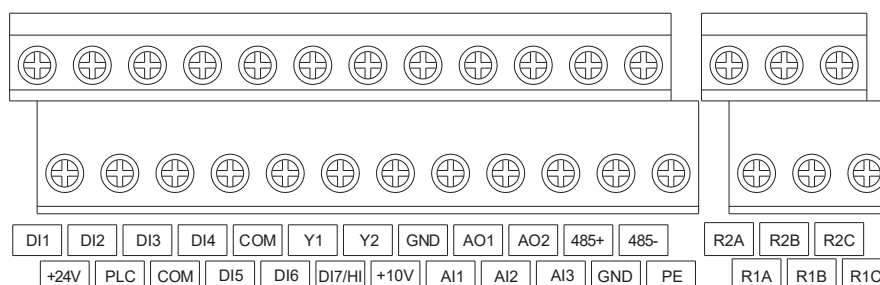 DI1 DI2 DI3 DI4 COM Y1 Y2 GND AO1 AO2 485+ 485- R2A R2B R2C
+24V PLC COM DI5 DI6 DI7/HI +10V AI1 AI2 AI3 GND PE R1A R1B R1C